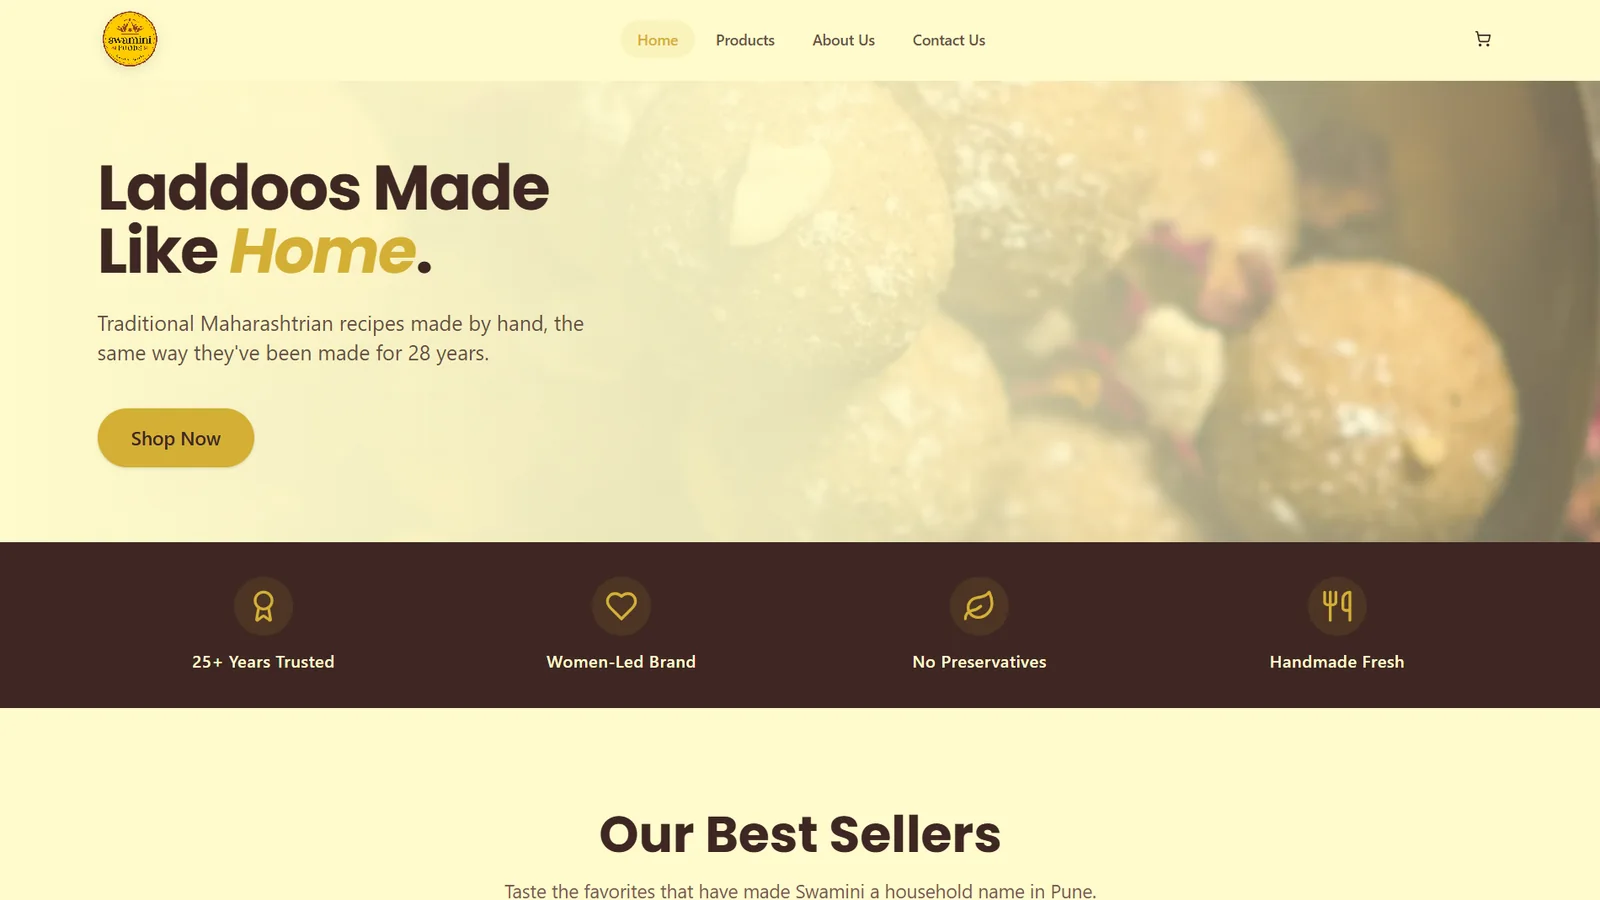 swamini
FOODS
Home
Products
About Us
Contact Us
Laddoos Made
Like Home.
Traditional Maharashtrian recipes made by hand, the
same way they've been made for 28 years.
Shop Now
25+ Years Trusted
Women-Led Brand
No Preservatives
Handmade Fresh
Our Best Sellers
Taste the favorites that have made Swamini a household name in Pune.